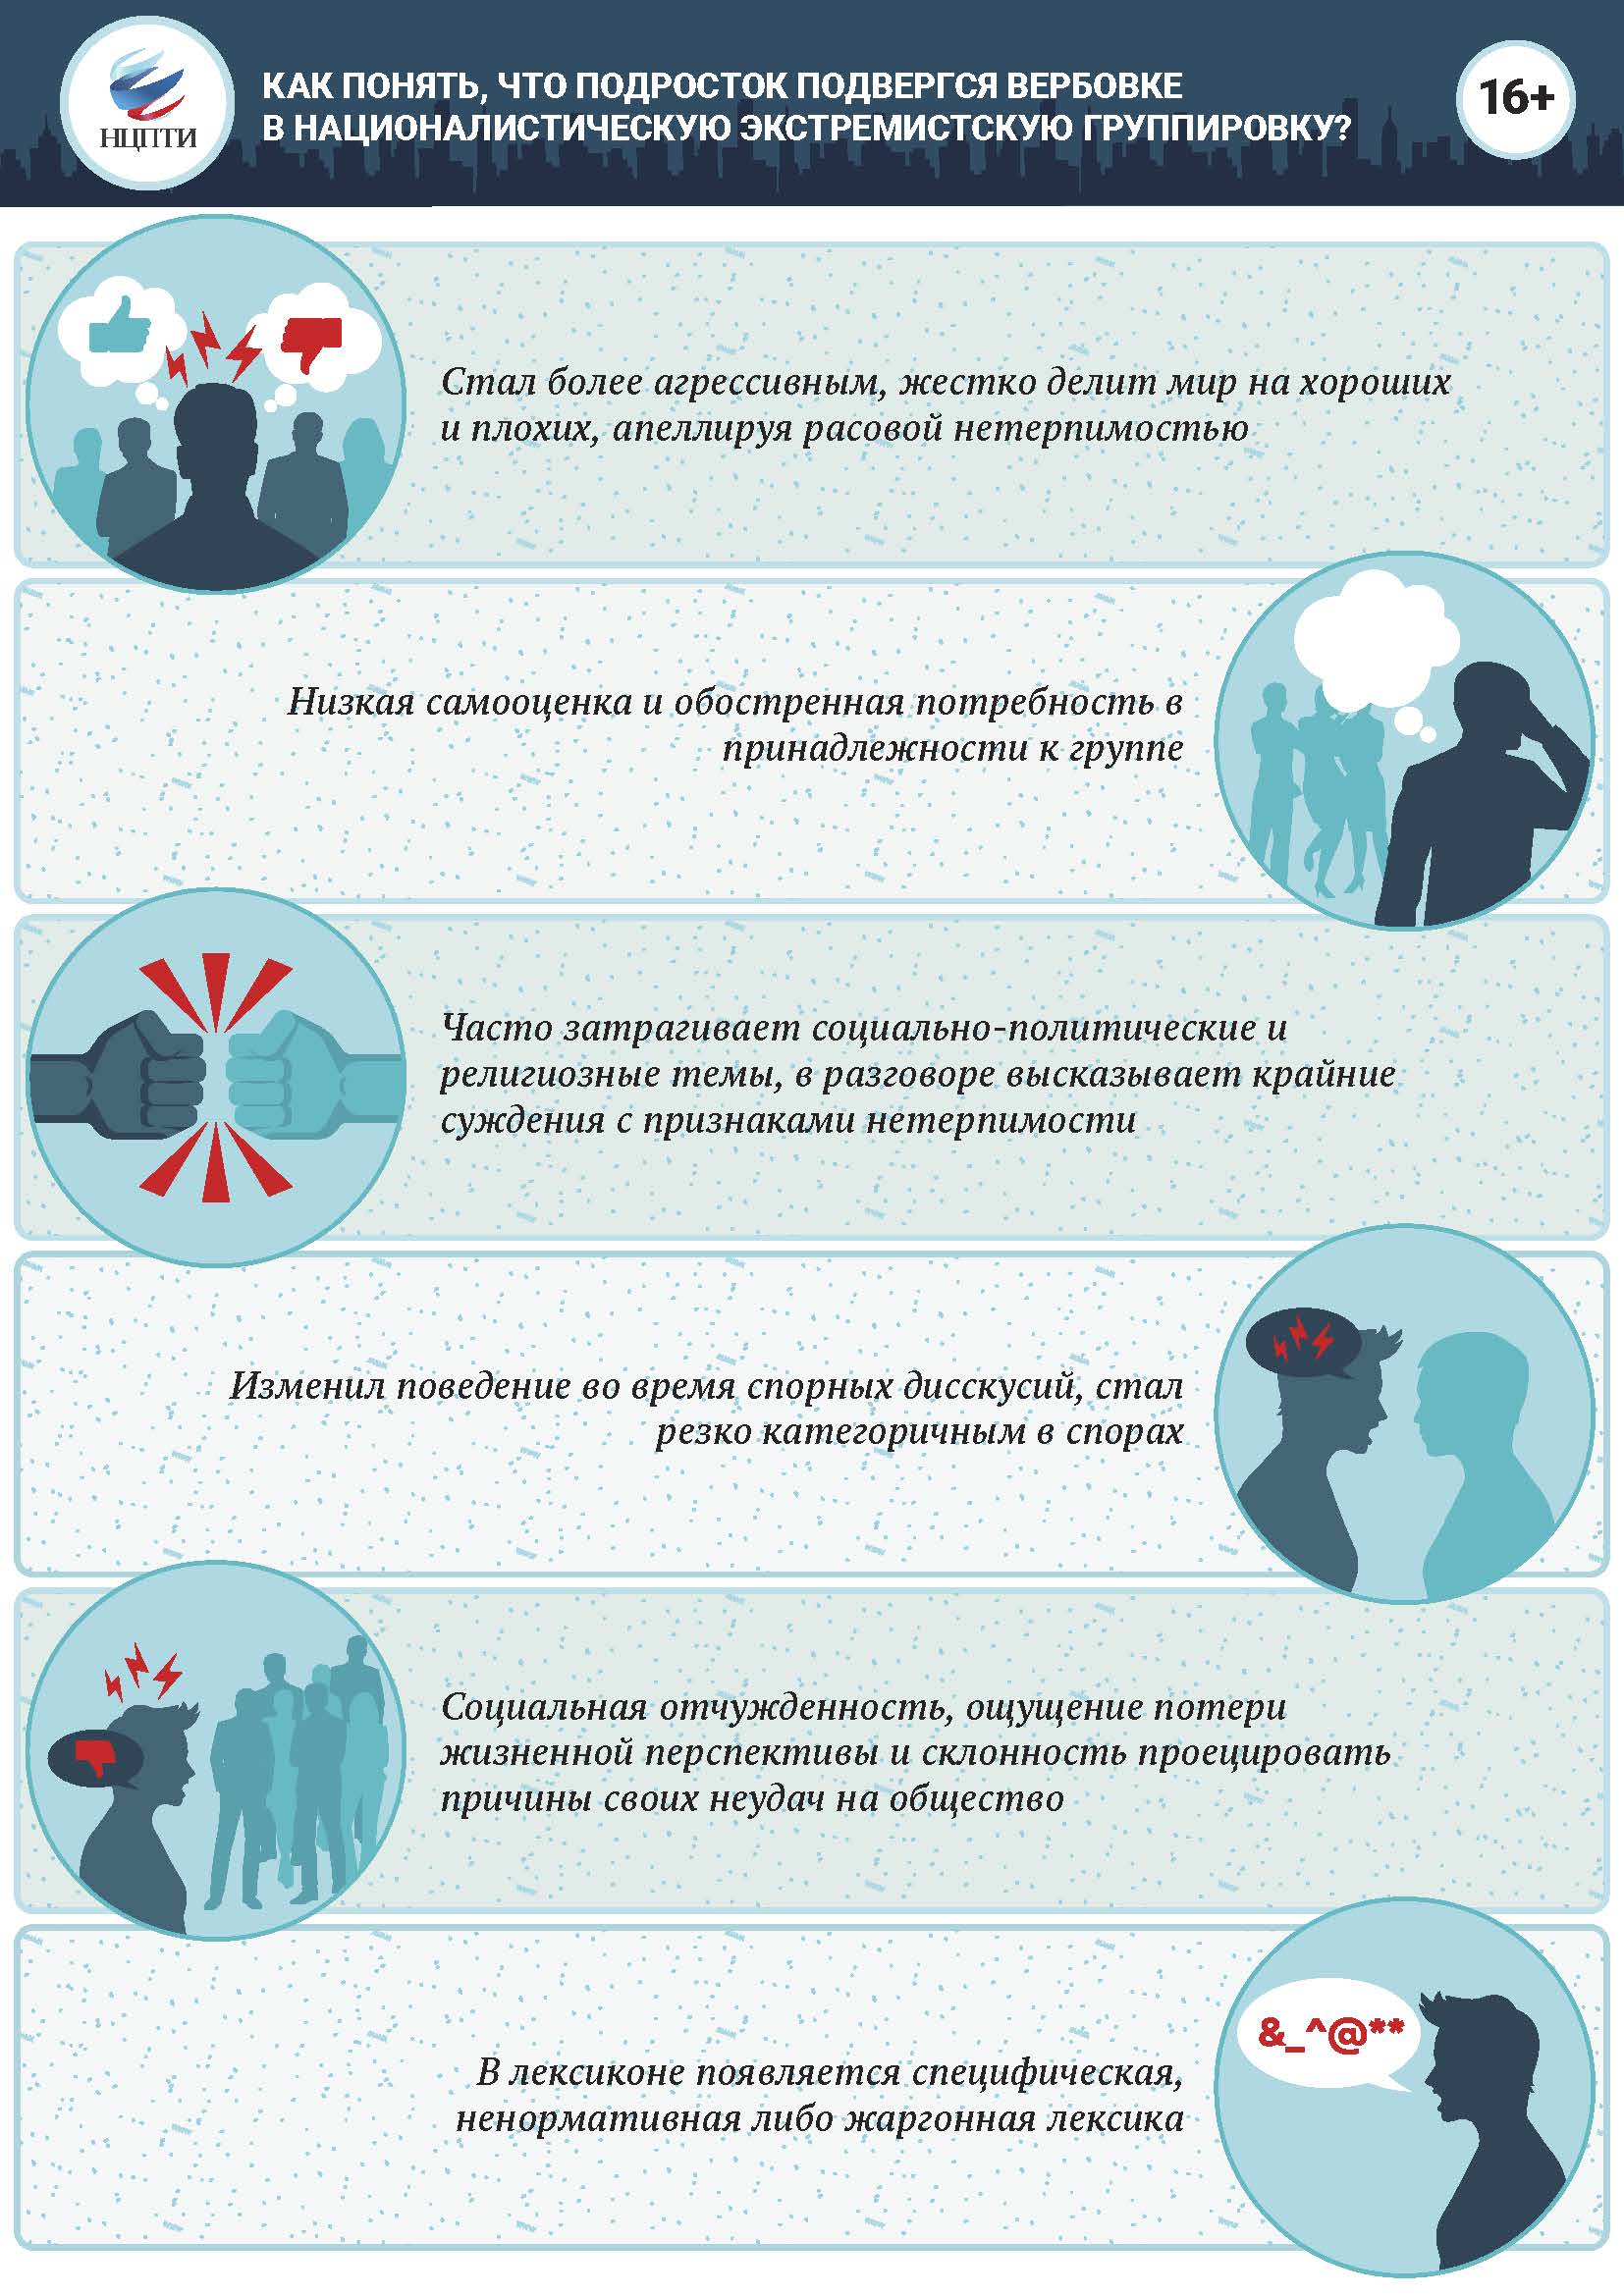 НЦПТИ
КАК ПОНЯТЬ, ЧТО ПОДРОСТОК ПОДВЕРГСЯ ВЕРБОВКЕ
В НАЦИОНАЛИСТИЧЕСКУЮ ЭКСТРЕМИСТСКУЮ ГРУППИРОВКУ?
16+
Стал более агрессивным, жестко делит мир на хороших
и плохих, апеллируя расовой нетерпимостью
Низкая самооценка и обостренная потребность в
принадлежности к группе
Часто затрагивает социально-политические и
религиозные темы, в разговоре высказывает крайние
суждения с признаками нетерпимости
Изменил поведение во время спорных дисскусий, стал
резко категоричным в спорах
Социальная отчужденность, ощущение потери
жизненной перспективы и склонность проецировать
причины своих неудач на общество
&_^@**
В лексиконе появляется специфическая,
ненормативная либо жаргонная лексика